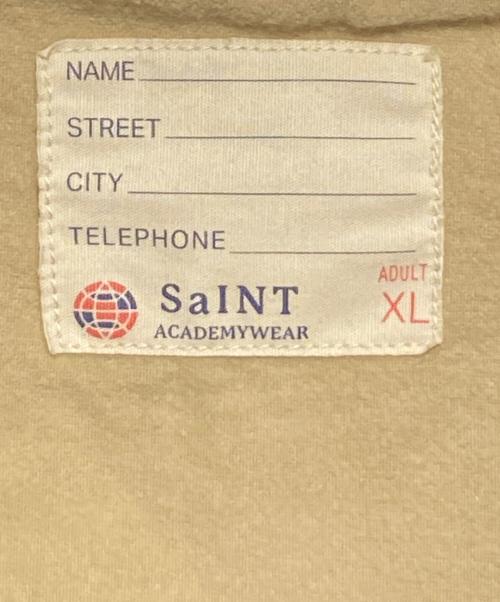 NAME
STREET
CITY
TELEPHONE
ADULT
XL
SaINT
ACADEMYWEAR